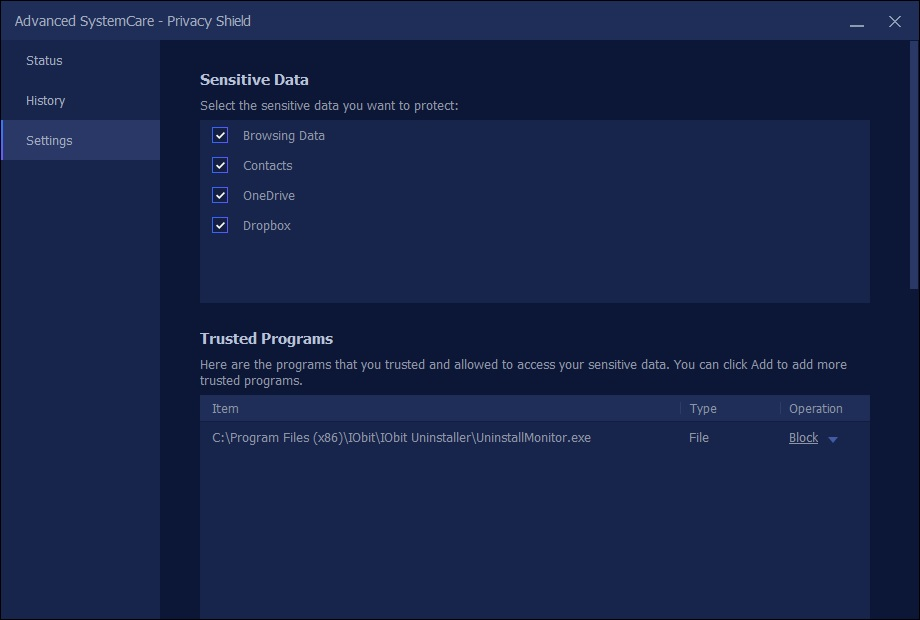 Advanced SystemCare - Privacy Shield
Status
History
Settings
Sensitive Data
Select the sensitive data you want to protect:
Browsing Data
Contacts
OneDrive
Dropbox
Trusted Programs
Here are the programs that you trusted and allowed to access your sensitive data. You can click Add to add more
trusted programs.
Item Type Operation
C:\Program Files (x86)\IObit\IObit Uninstaller\UninstallMonitor.exe File Block